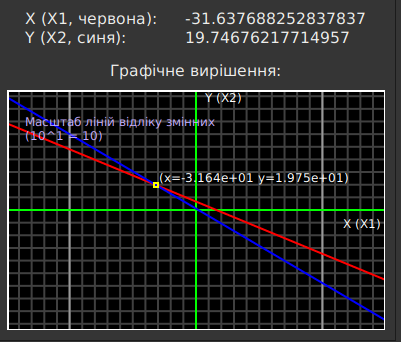 X (X1, червона): -31.637688252837837
Y (X2, синя): 19.74676217714957
Графічне вирішення:
Y (X2)
Масштаб ліній відліку змінних
(10^1 = 10)
(x=-3.164e+01 y=1.975e+01)
X (X1)